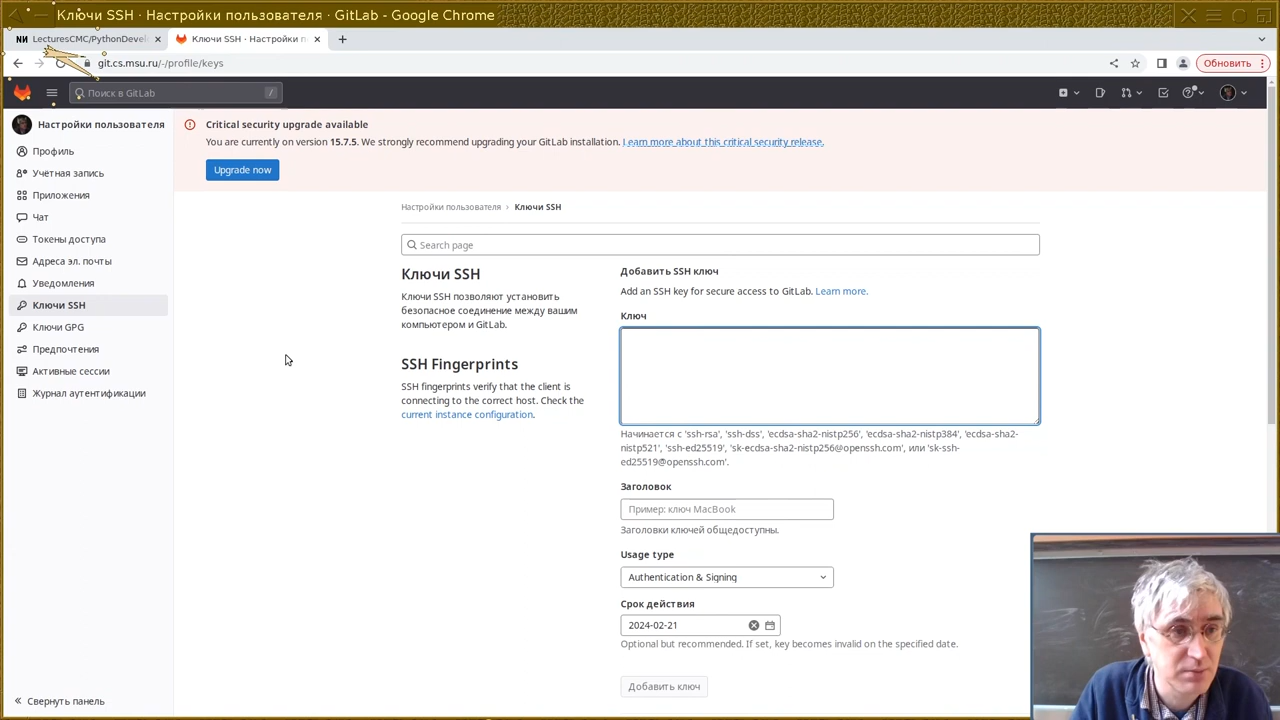 Ключи SSH · Настройки пользователя · GitLab - Google Chrome
LecturesCMC/PythonDevel
Ключи SSH · Настройки п
git.cs.msu.ru/-/profile/keys
Обновить
Поиск в GitLab
/
Настройки пользователя
Профиль
Учётная запись
Приложения
Чат
Токены доступа
Адреса эл. почты
Уведомления
Ключи SSH
Ключи GPG
Предпочтения
Активные сессии
Журнал аутентификации
Свернуть панель
Critical security upgrade available
You are currently on version 15.7.5. We strongly recommend upgrading your GitLab installation. Learn more about this critical security release.
Upgrade now
Настройки пользователя › Ключи SSH
Search page
Ключи SSH
Ключи SSH позволяют установить
безопасное соединение между вашим
компьютером и GitLab.
SSH Fingerprints
SSH fingerprints verify that the client is
connecting to the correct host. Check the
current instance configuration.
Добавить SSH ключ
Add an SSH key for secure access to GitLab. Learn more.
Ключ
Начинается с 'ssh-rsa', 'ssh-dss', 'ecdsa-sha2-nistp256', 'ecdsa-sha2-nistp384', 'ecdsa-sha2-
nistp521', 'ssh-ed25519', 'sk-ecdsa-sha2-nistp256@openssh.com', или 'sk-ssh-
ed25519@openssh.com'.
Заголовок
Пример: ключ MacBook
Заголовки ключей общедоступны.
Usage type
Authentication & Signing
Срок действия
2024-02-21
Optional but recommended. If set, key becomes invalid on the specified date.
Добавить ключ